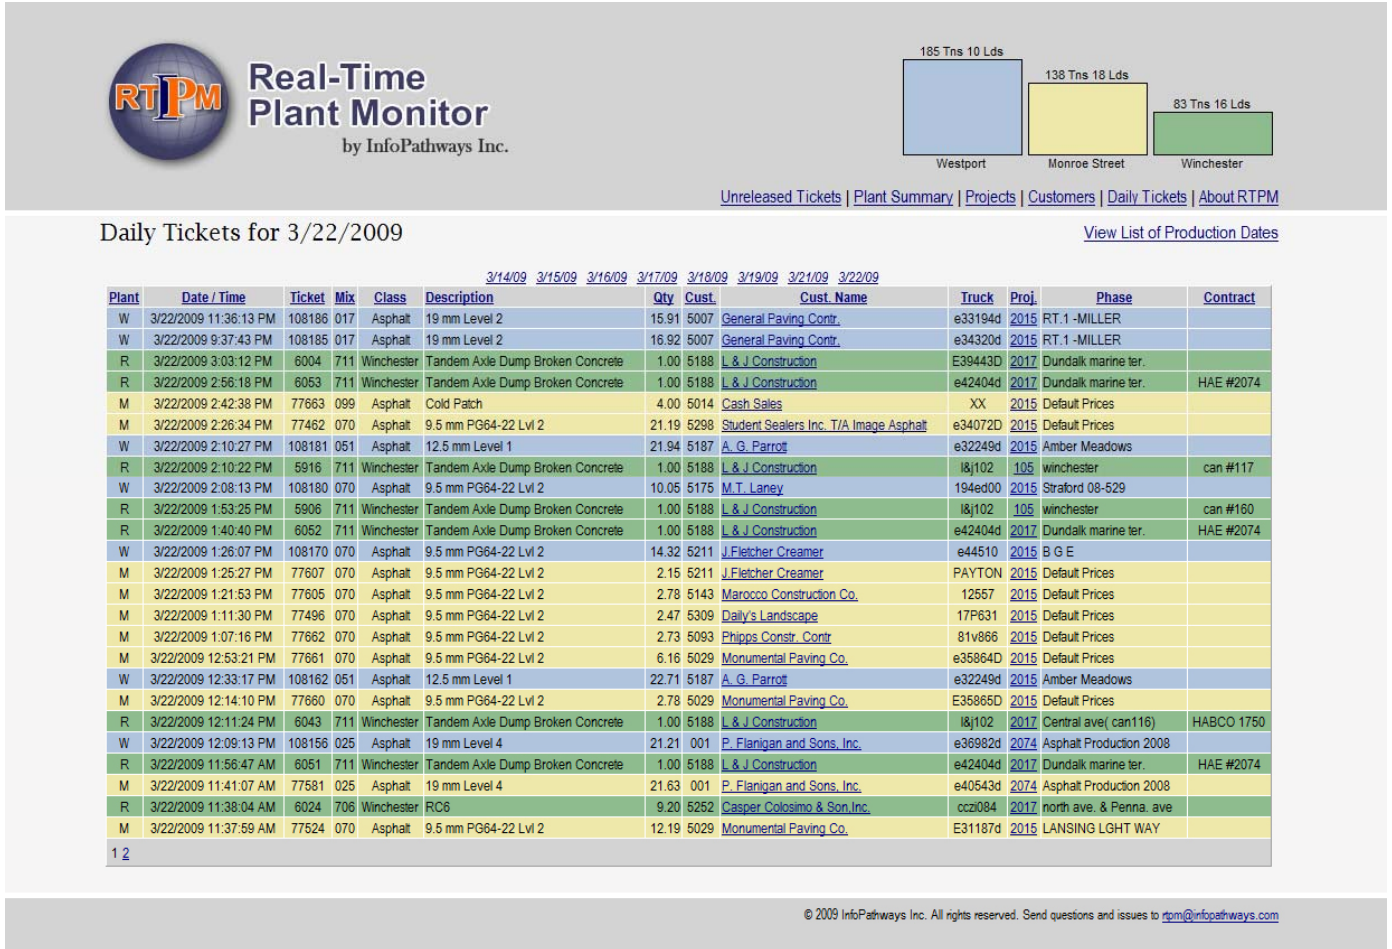 185 Tns 10 Lds
138 Tns 18 Lds
83 Tns 16 Lds
RTPM
Real-Time
Plant Monitor
by InfoPathways Inc.
Westport Monroe Street Winchester
Unreleased Tickets | Plant Summary | Projects | Customers | Daily Tickets | About RTPM
Daily Tickets for 3/22/2009
View List of Production Dates
3/14/09 3/15/09 3/16/09 3/17/09 3/18/09 3/19/09 3/21/09 3/22/09
Plant Date / Time Ticket Mix Class Description Qty Cust. Cust. Name Truck Proj. Phase Contract
W 3/22/2009 11:36:13 PM 108186 017 Asphalt 19 mm Level 2 15.91 5007 General Paving Contr. e33194d 2015 RT.1 -MILLER
W 3/22/2009 9:37:43 PM 108185 017 Asphalt 19 mm Level 2 16.92 5007 General Paving Contr. e34320d 2015 RT.1 -MILLER
R 3/22/2009 3:03:12 PM 6004 711 Winchester Tandem Axle Dump Broken Concrete 1.00 5188 L & J Construction E39443D 2017 Dundalk marine ter.
R 3/22/2009 2:56:18 PM 6053 711 Winchester Tandem Axle Dump Broken Concrete 1.00 5188 L & J Construction e42404d 2017 Dundalk marine ter. HAE #2074
M 3/22/2009 2:42:38 PM 77663 099 Asphalt Cold Patch 4.00 5014 Cash Sales XX 2015 Default Prices
M 3/22/2009 2:26:34 PM 77462 070 Asphalt 9.5 mm PG64-22 Lvl 2 21.19 5298 Student Sealers Inc. T/A Image Asphalt e34072D 2015 Default Prices
W 3/22/2009 2:10:27 PM 108181 051 Asphalt 12.5 mm Level 1 21.94 5187 A. G. Parrott e32249d 2015 Amber Meadows
R 3/22/2009 2:10:22 PM 5916 711 Winchester Tandem Axle Dump Broken Concrete 1.00 5188 L & J Construction l&j102 105 winchester can #117
W 3/22/2009 2:08:13 PM 108180 070 Asphalt 9.5 mm PG64-22 Lvl 2 10.05 5175 M.T. Laney 194ed00 2015 Straford 08-529
R 3/22/2009 1:53:25 PM 5906 711 Winchester Tandem Axle Dump Broken Concrete 1.00 5188 L & J Construction l&j102 105 winchester can #160
R 3/22/2009 1:40:40 PM 6052 711 Winchester Tandem Axle Dump Broken Concrete 1.00 5188 L & J Construction e42404d 2017 Dundalk marine ter. HAE #2074
W 3/22/2009 1:26:07 PM 108170 070 Asphalt 9.5 mm PG64-22 Lvl 2 14.32 5211 J.Fletcher Creamer e44510 2015 B G E
M 3/22/2009 1:25:27 PM 77607 070 Asphalt 9.5 mm PG64-22 Lvl 2 2.15 5211 J.Fletcher Creamer PAYTON 2015 Default Prices
M 3/22/2009 1:21:53 PM 77605 070 Asphalt 9.5 mm PG64-22 Lvl 2 2.78 5143 Marocco Construction Co. 12557 2015 Default Prices
M 3/22/2009 1:11:30 PM 77496 070 Asphalt 9.5 mm PG64-22 Lvl 2 2.47 5309 Daily's Landscape 17P631 2015 Default Prices
M 3/22/2009 1:07:16 PM 77662 070 Asphalt 9.5 mm PG64-22 Lvl 2 2.73 5093 Phipps Constr. Contr 81v866 2015 Default Prices
M 3/22/2009 12:53:21 PM 77661 070 Asphalt 9.5 mm PG64-22 Lvl 2 6.16 5029 Monumental Paving Co. e35864D 2015 Default Prices
W 3/22/2009 12:33:17 PM 108162 051 Asphalt 12.5 mm Level 1 22.71 5187 A. G. Parrott e32249d 2015 Amber Meadows
M 3/22/2009 12:14:10 PM 77660 070 Asphalt 9.5 mm PG64-22 Lvl 2 2.78 5029 Monumental Paving Co. E35865D 2015 Default Prices
R 3/22/2009 12:11:24 PM 6043 711 Winchester Tandem Axle Dump Broken Concrete 1.00 5188 L & J Construction l&j102 2017 Central ave( can116) HABCO 1750
W 3/22/2009 12:09:13 PM 108156 025 Asphalt 19 mm Level 4 21.21 001 P. Flanigan and Sons, Inc. e36982d 2074 Asphalt Production 2008
R 3/22/2009 11:56:47 AM 6051 711 Winchester Tandem Axle Dump Broken Concrete 1.00 5188 L & J Construction e42404d 2017 Dundalk marine ter. HAE #2074
M 3/22/2009 11:41:07 AM 77581 025 Asphalt 19 mm Level 4 21.63 001 P. Flanigan and Sons, Inc. e40543d 2074 Asphalt Production 2008
R 3/22/2009 11:38:04 AM 6024 706 Winchester RC6 9.20 5252 Casper Colosimo & Son,Inc. cczi084 2017 north ave. & Penna. ave
M 3/22/2009 11:37:59 AM 77524 070 Asphalt 9.5 mm PG64-22 Lvl 2 12.19 5029 Monumental Paving Co. E31187d 2015 LANSING LGHT WAY
1 2
© 2009 InfoPathways Inc. All rights reserved. Send questions and issues to rtpm@infopathways.com